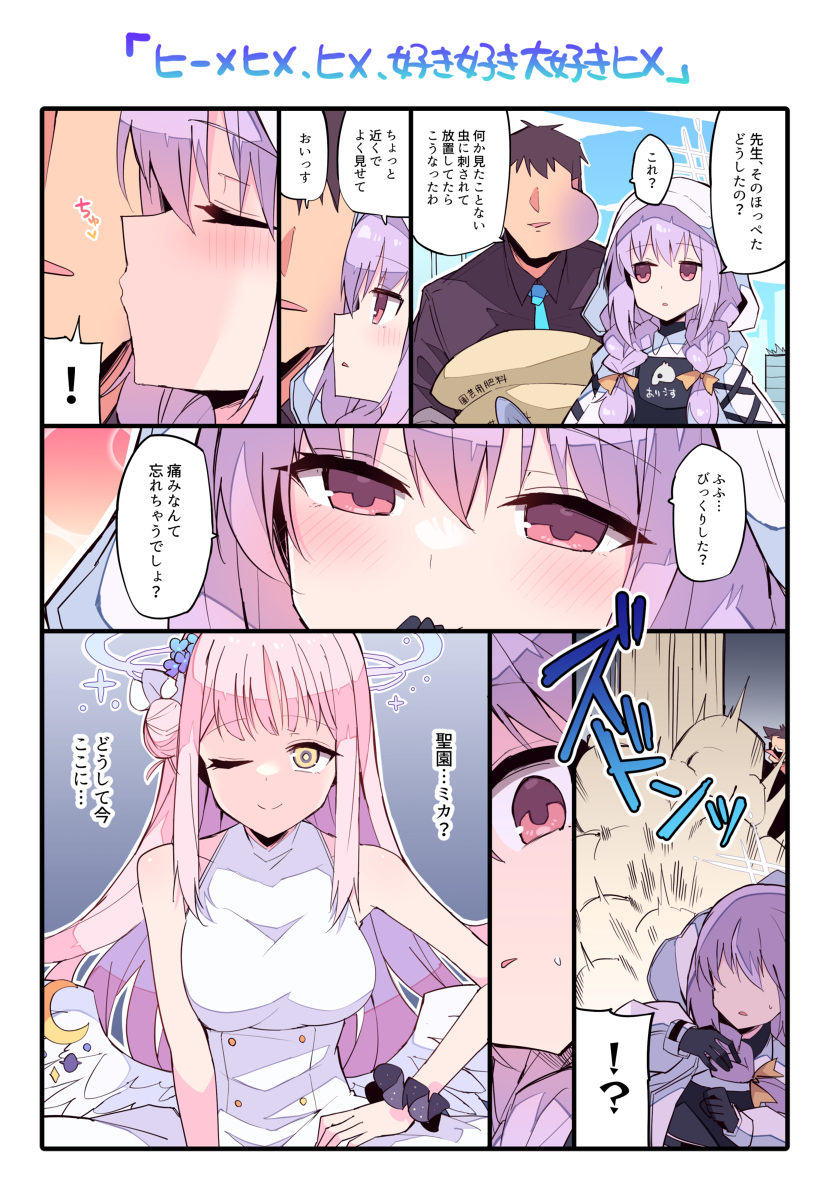 「ヒーメヒメ、ヒメ、好き好き大好きヒメ」
先生、そのほっぺた
どうしたの？
これ？
何か見たことない
虫に刺されて
放置してたら
こうなったわ
園芸用肥料
ありうす
ちょっと
近くで
よく見せて
おいっす
ちゅ
！
ふふ…
びっくりした？
痛みなんて
忘れちゃうでしょ？
ズドンッ
！？
聖園…ミカ？
どうして今
ここに…